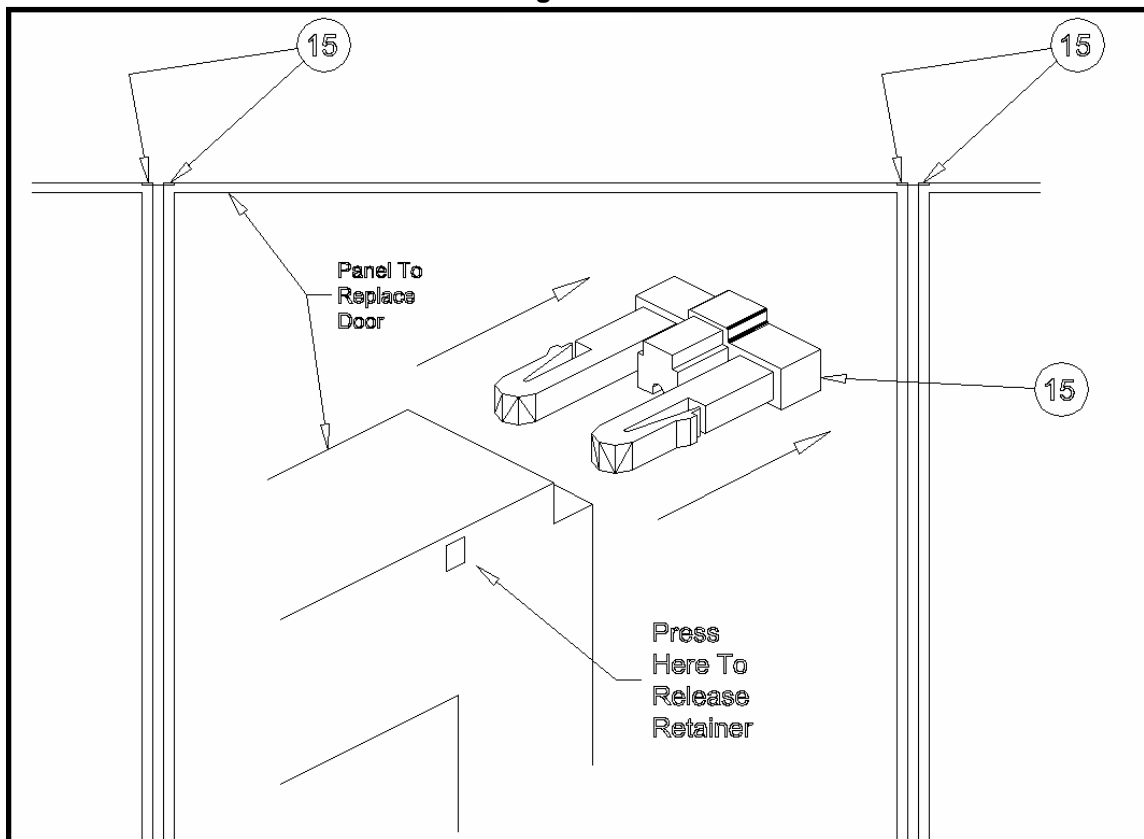 15
15
Panel To
Replace
Door
15
Press
Here To
Release
Retainer